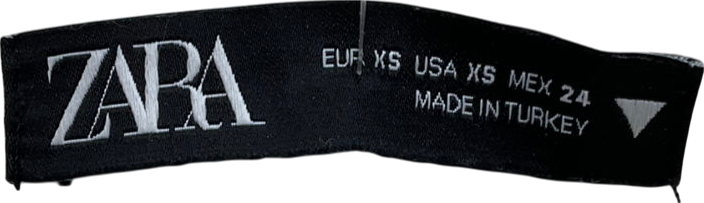 ZARA
EUR XS USA XS MEX 24
MADE IN TURKEY